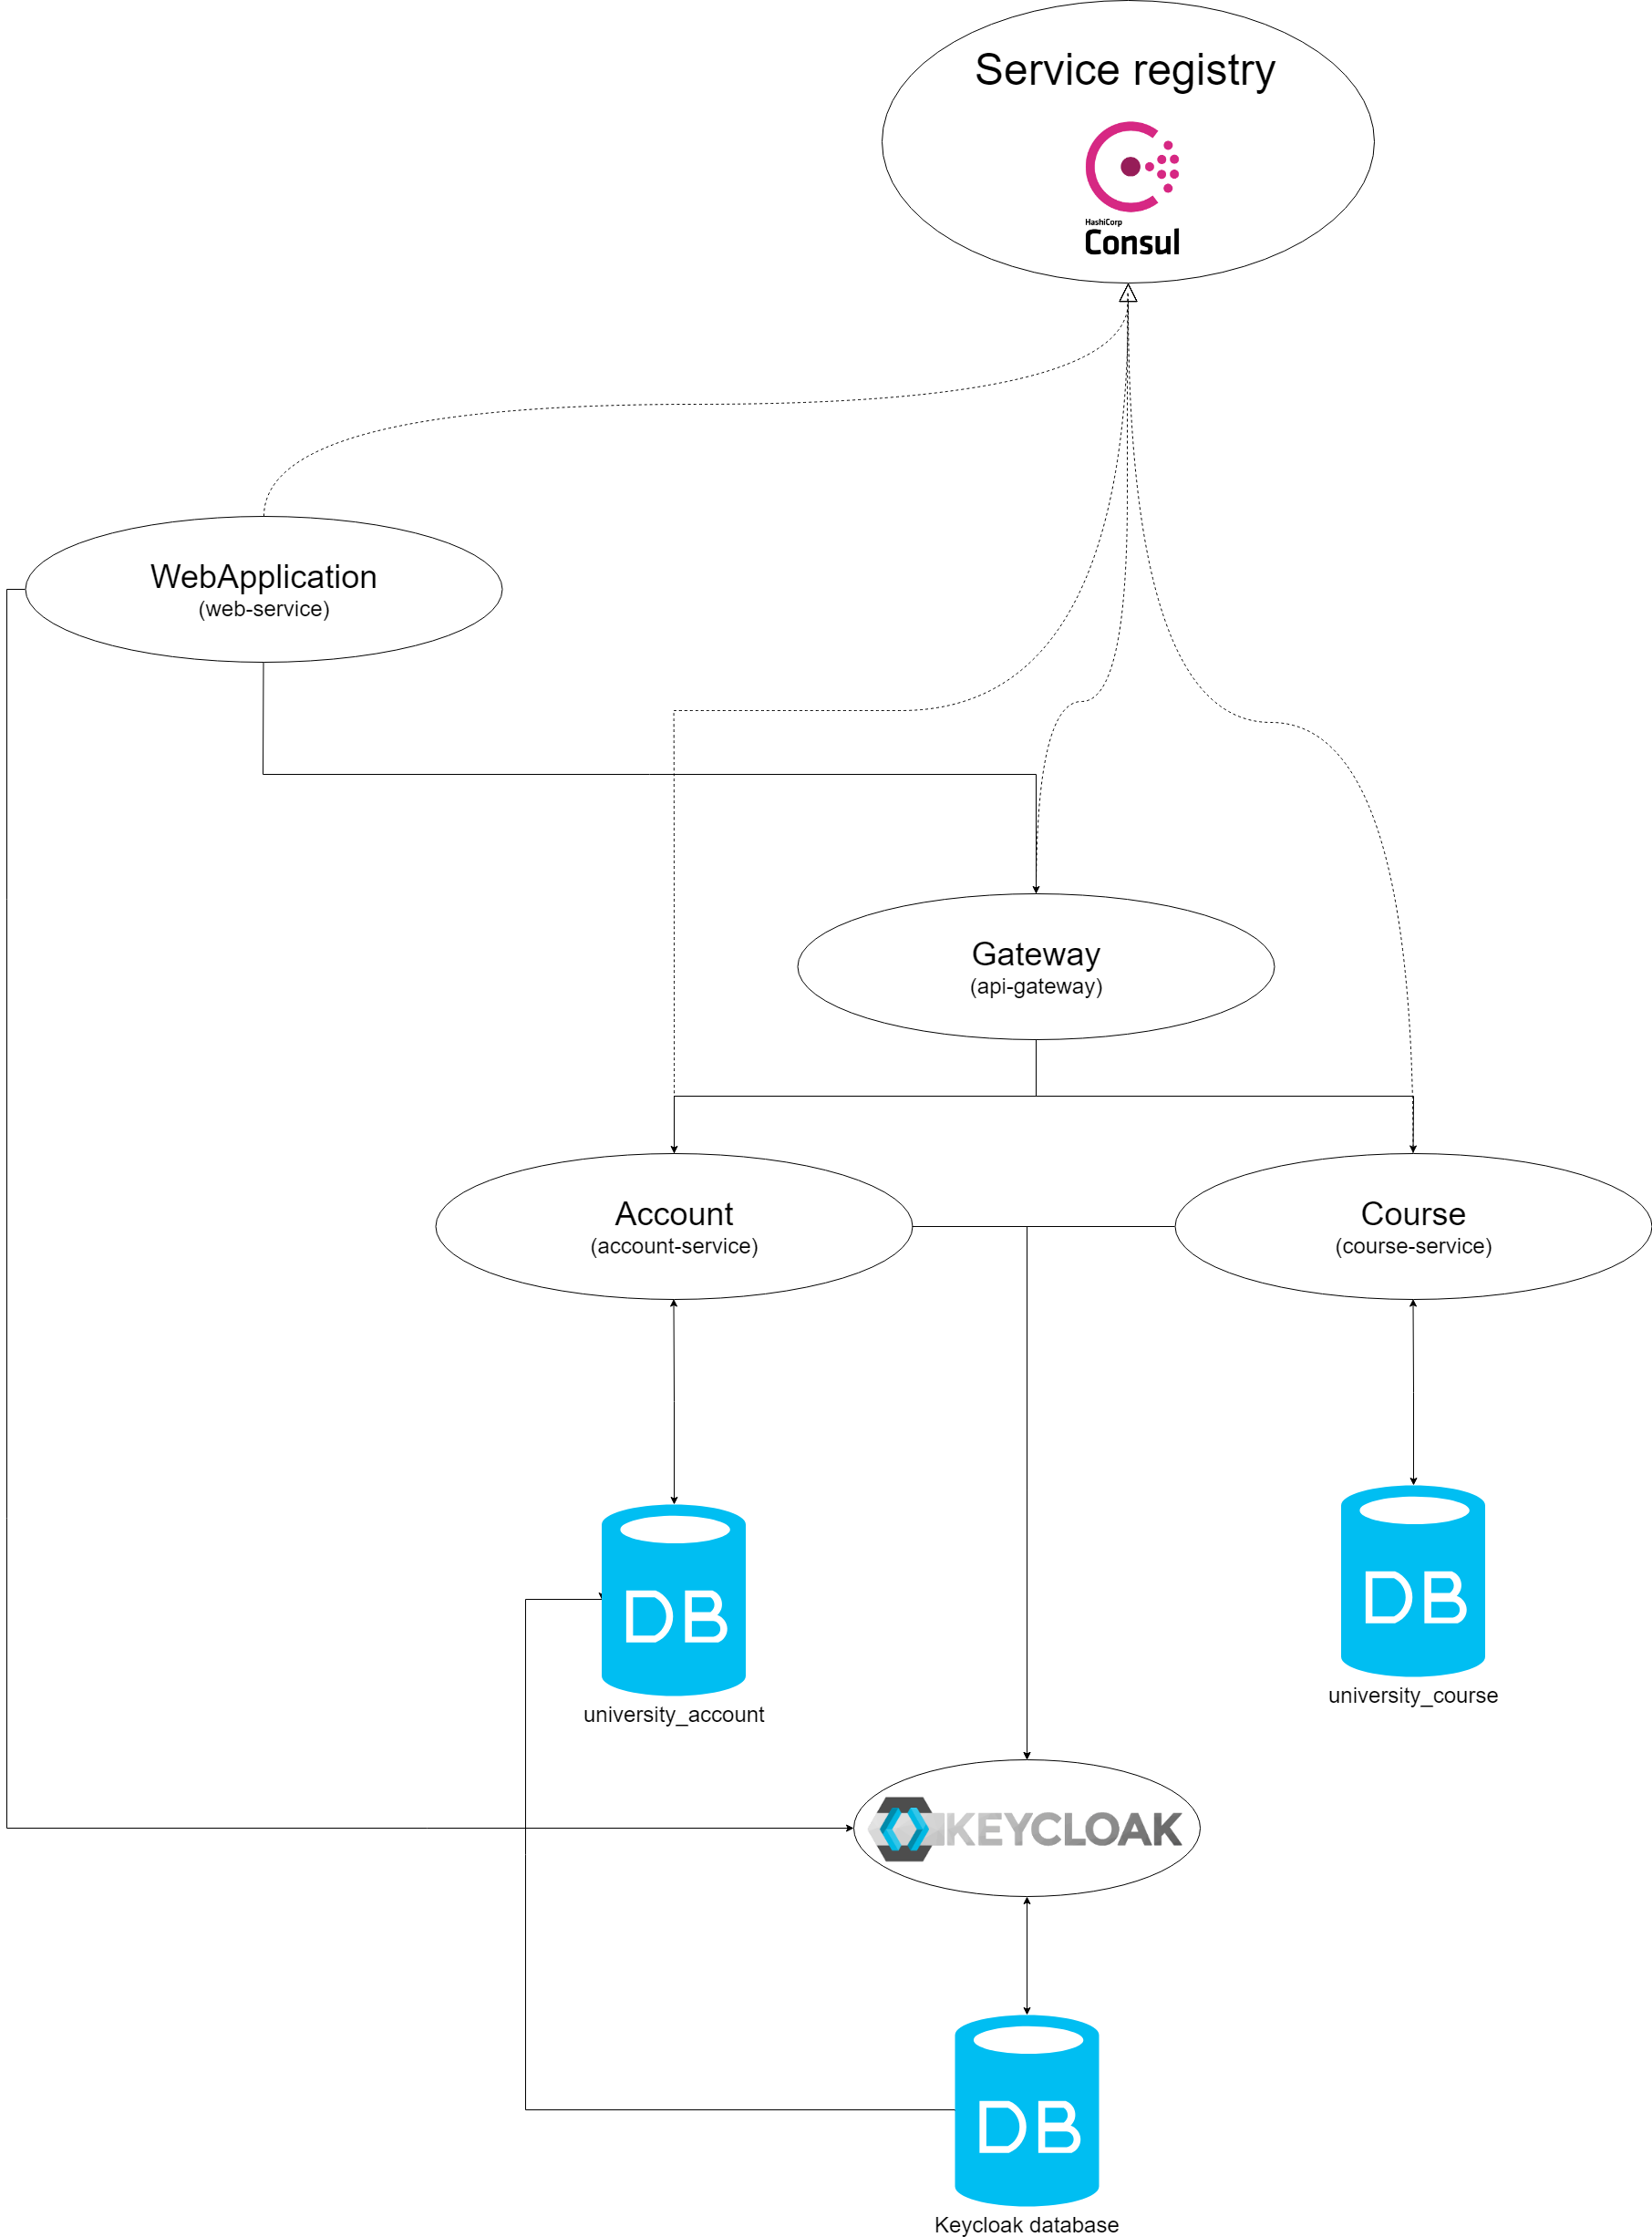 Service registry
HashiCorp
Consul
WebApplication
(web-service)
Gateway
(api-gateway)
Account
(account-service)
Course
(course-service)
DB
university_course
DB
university_account
KEYCLOAK
DB
Keycloak database